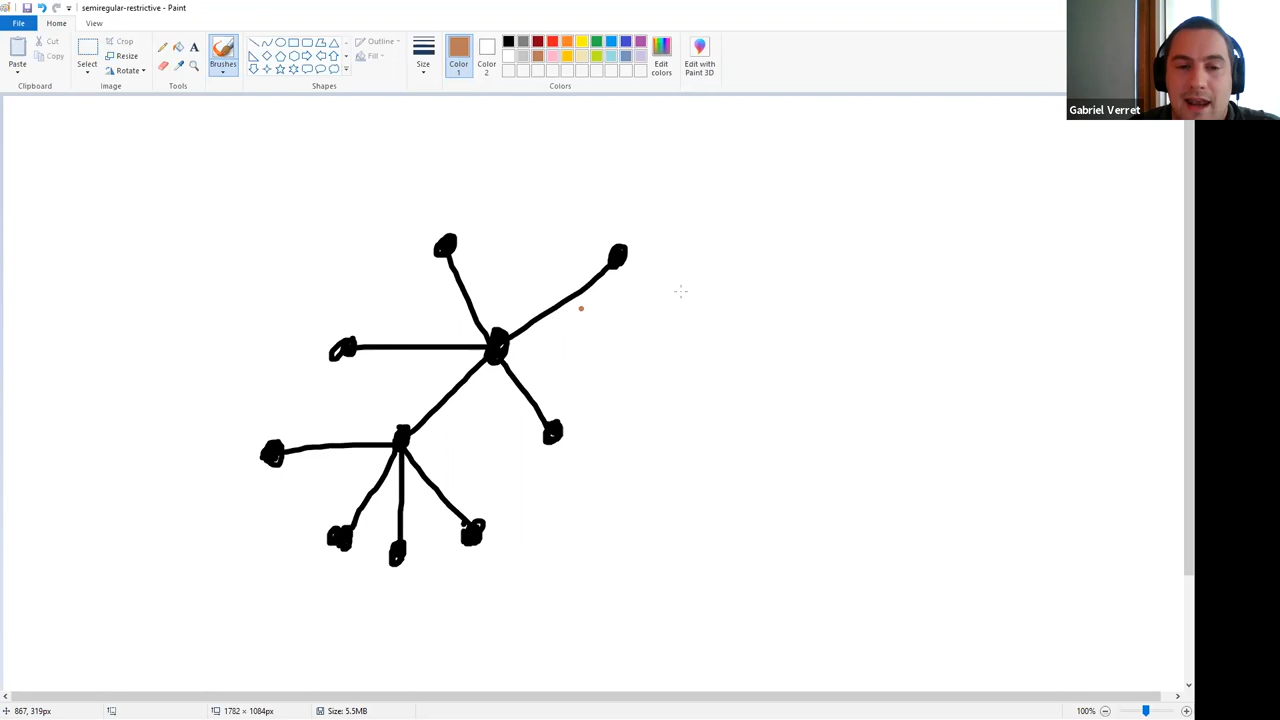 semiregular-restrictive - Paint
File Home View
Paste Cut Copy Clipboard
Select Crop Resize Rotate Image
Tools
Brushes
Outline Fill Shapes
Size
Color 1
Color 2
Edit colors
Colors
Edit with Paint 3D
Gabriel Verret
867, 319px 1782 × 1084px Size: 5.5MB 100%